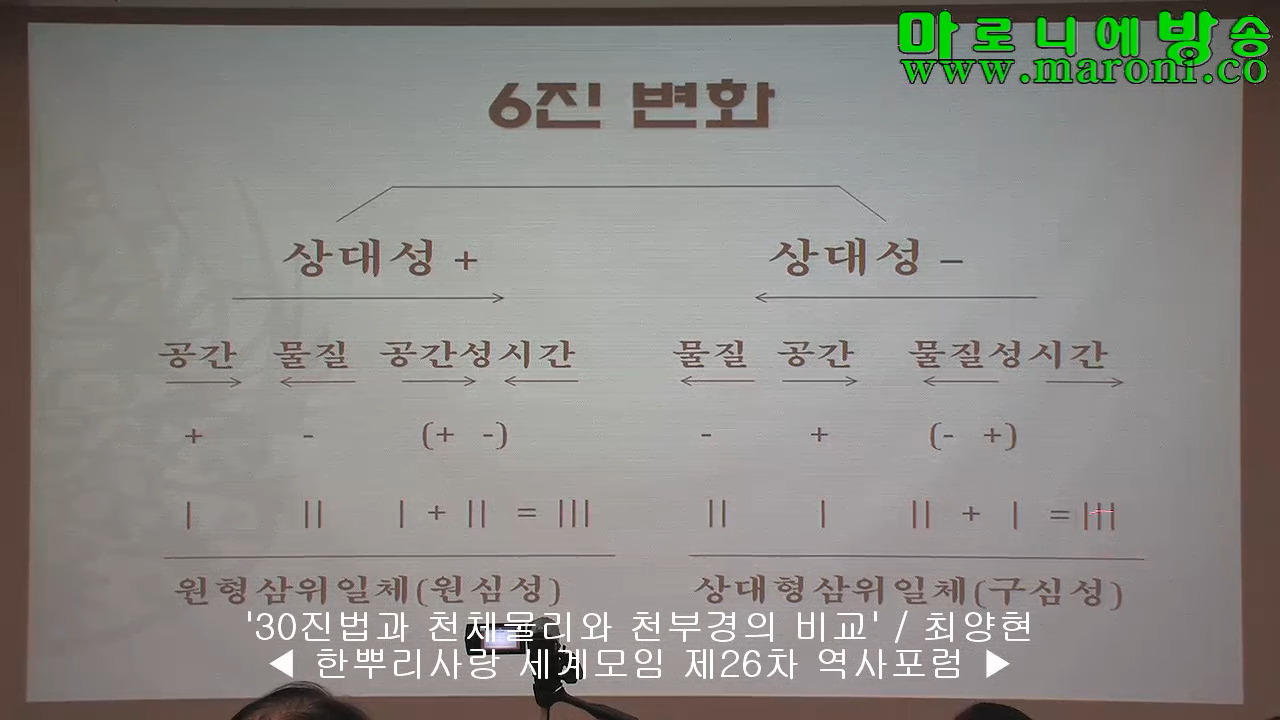 마로니에방송
www.maroni.co
6진 변화
상대성 + 상대성 −
공간 물질 공간성시간 물질 공간 물질성시간
+ - (+ -) - + (- +)
| || | + || = ||| || | || + | = |||
원형삼위일체(원심성) 상대형삼위일체(구심성)
'30진법과 천체물리와 천부경의 비교' / 최양현
◀ 한뿌리사랑 세계모임 제26차 역사포럼 ▶